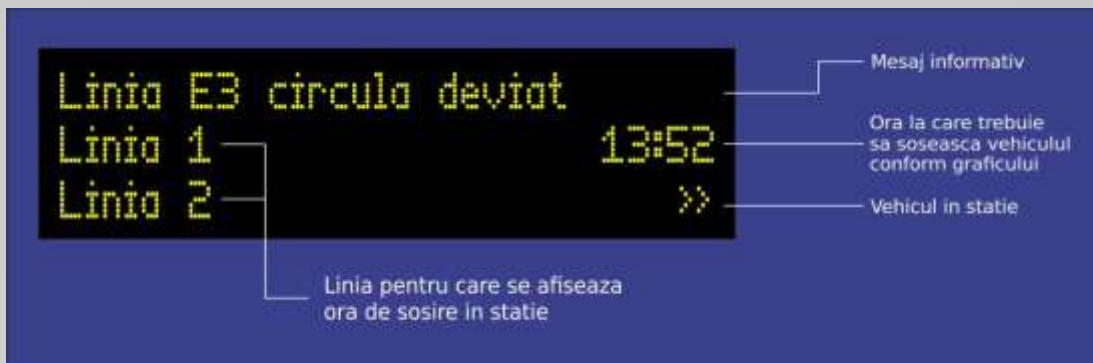 Linia E3 circula deviat
Linia 1 13:52
Linia 2 >>
Mesaj informativ
Ora la care trebuie
sa soseasca vehiculul
conform graficului
Vehicul in statie
Linia pentru care se afiseaza
ora de sosire in statie